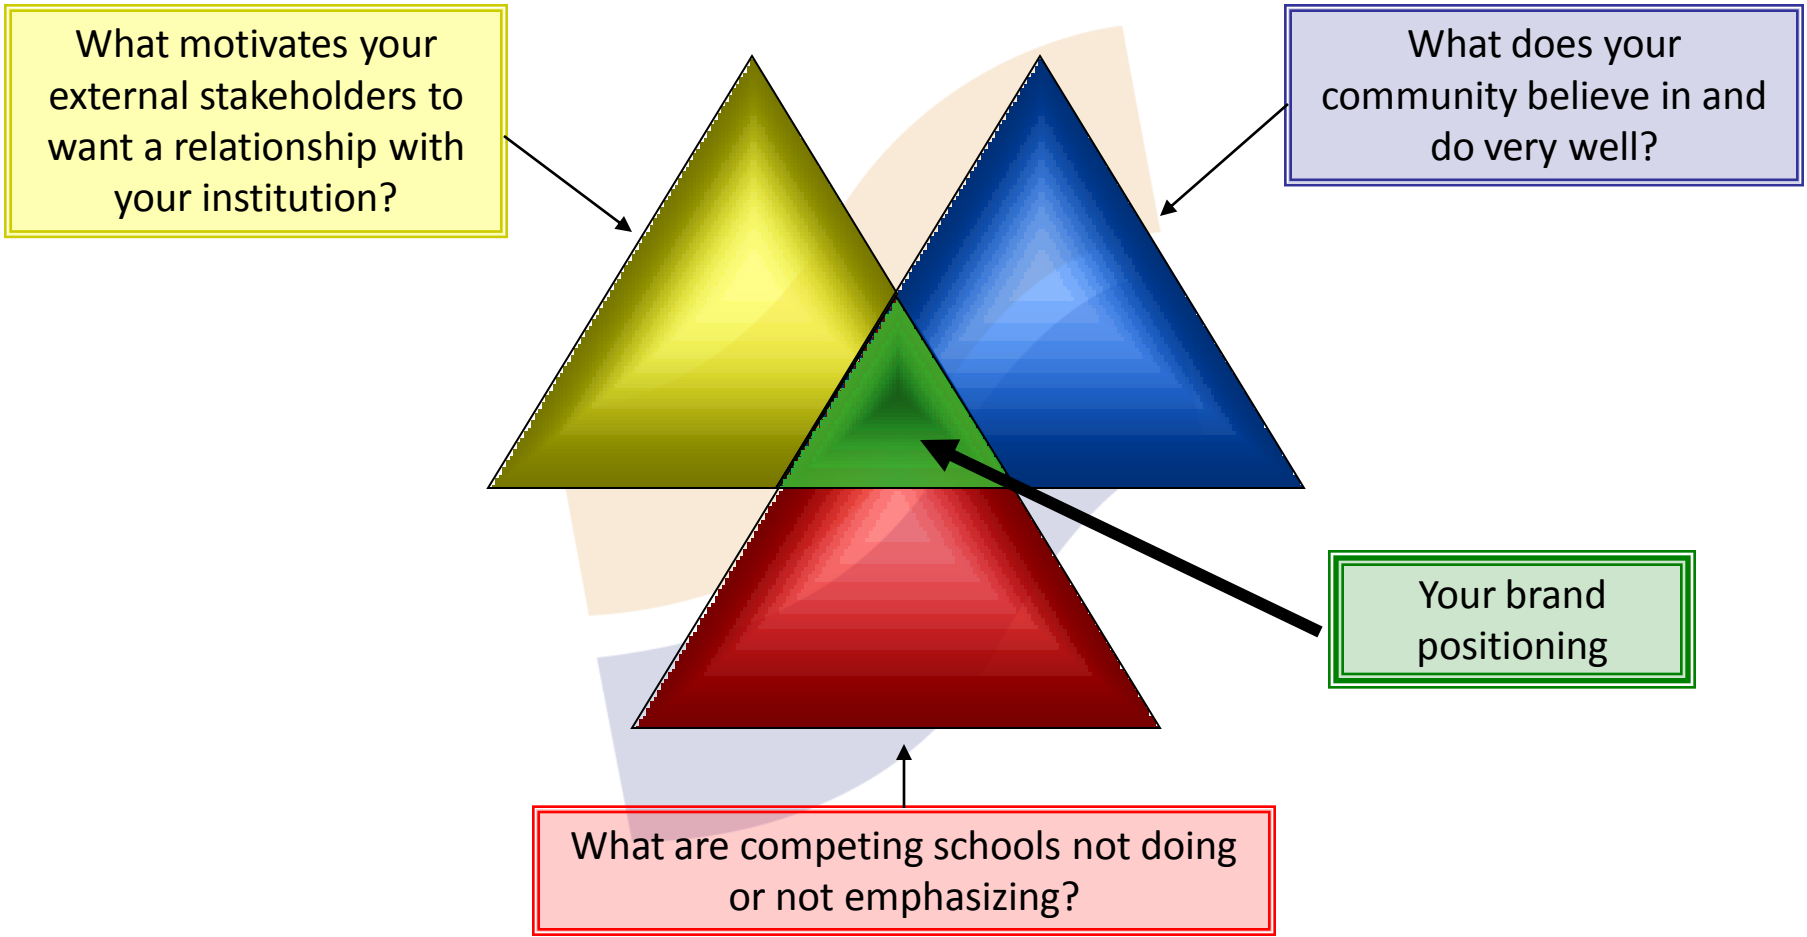 What motivates your
external stakeholders to
want a relationship with
your institution?
What does your
community believe in and
do very well?
Your brand
positioning
What are competing schools not doing
or not emphasizing?